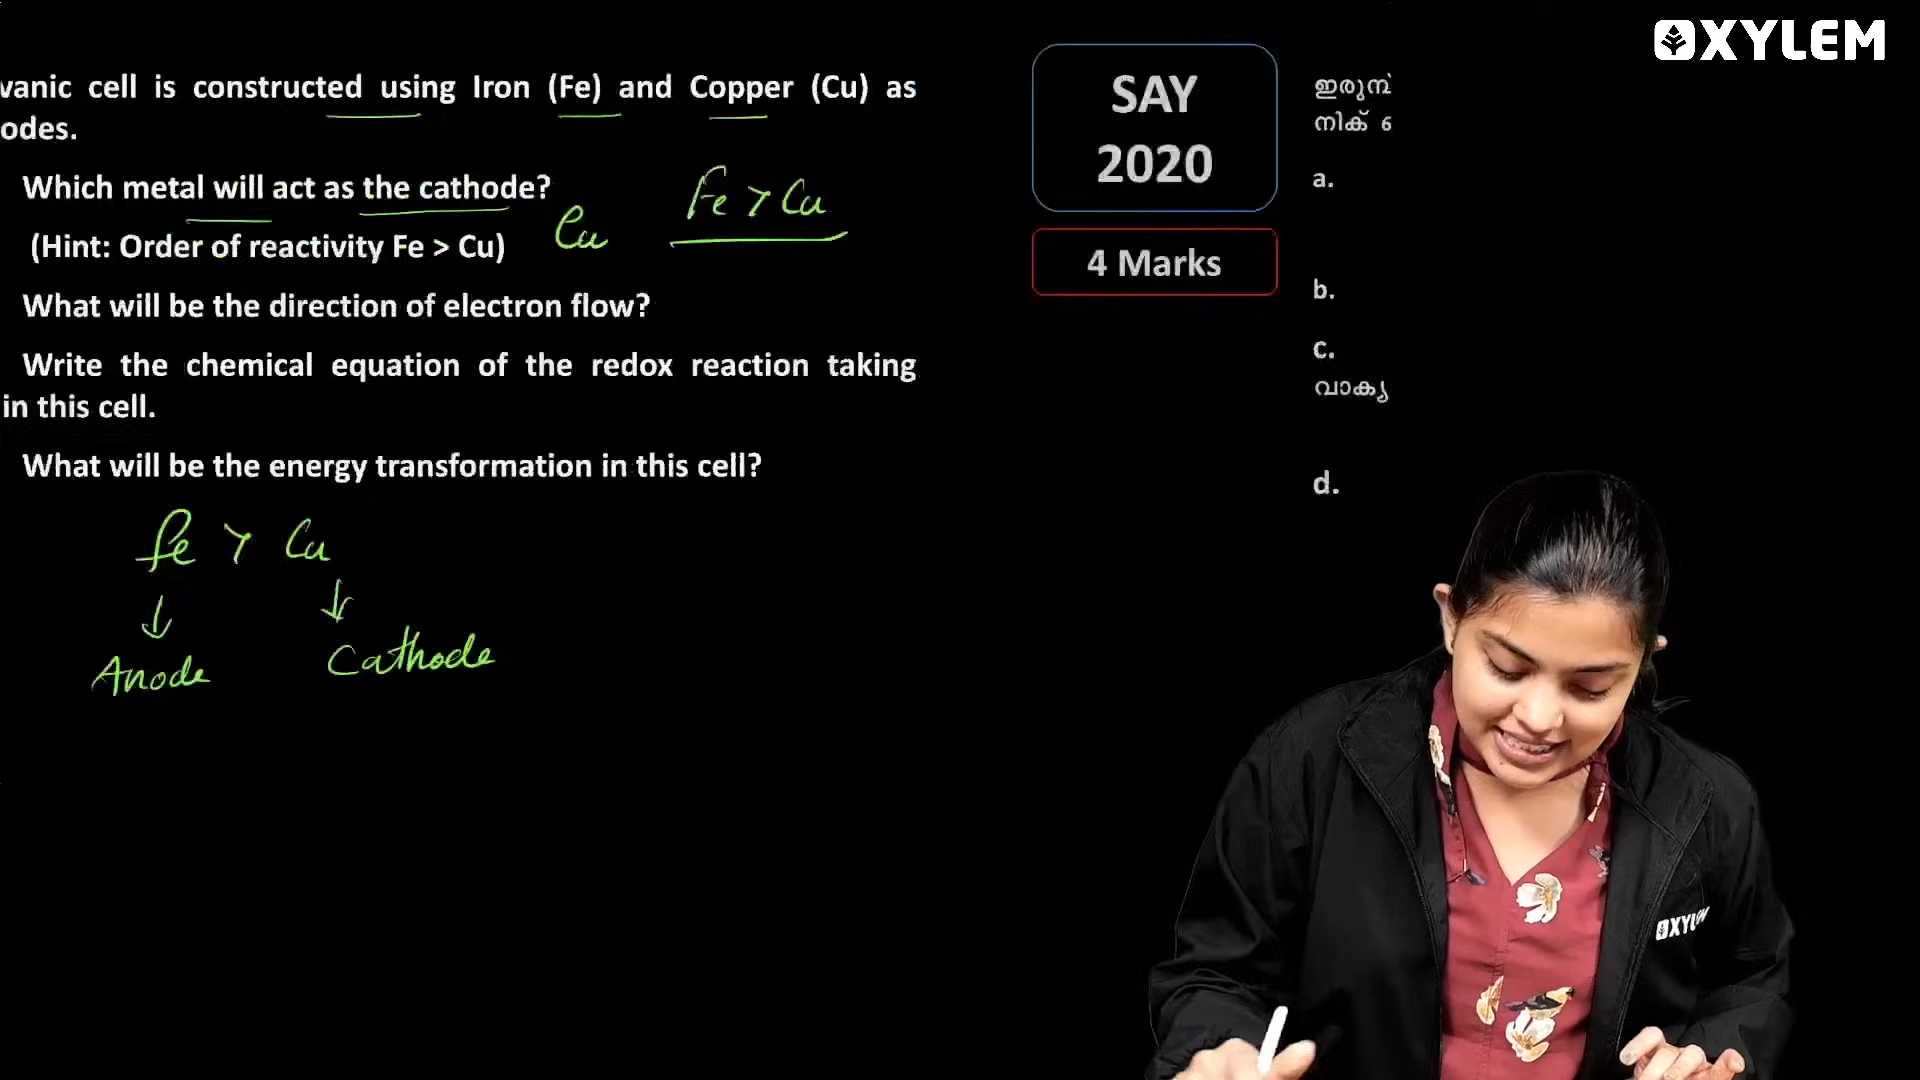 XYLEM
vanic cell is constructed using Iron (Fe) and Copper (Cu) as
odes.
Which metal will act as the cathode?
Cu
Fe > Cu
(Hint: Order of reactivity Fe > Cu)
What will be the direction of electron flow?
Write the chemical equation of the redox reaction taking
in this cell.
What will be the energy transformation in this cell?
Fe > Cu
Anode
Cathode
SAY
2020
4 Marks
ഇരുമ്പ്
നിക്
a.
b.
c.
വാക്യ
d.
XYLEM